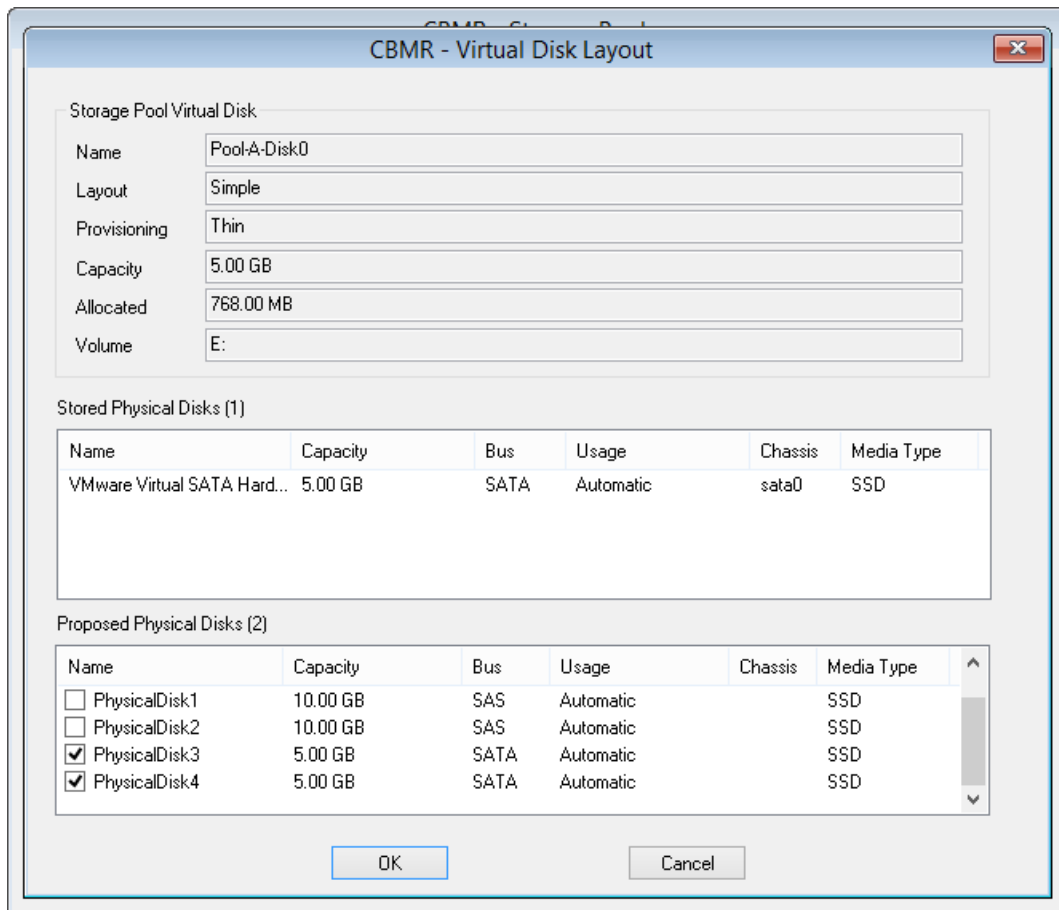 CBMR - Virtual Disk Layout
Storage Pool Virtual Disk
Name Pool-A-Disk0
Layout Simple
Provisioning Thin
Capacity 5.00 GB
Allocated 768.00 MB
Volume E:
Stored Physical Disks (1)
Name Capacity Bus Usage Chassis Media Type
VMware Virtual SATA Hard... 5.00 GB SATA Automatic sata0 SSD
Proposed Physical Disks (2)
Name Capacity Bus Usage Chassis Media Type
PhysicalDisk1 10.00 GB SAS Automatic SSD
PhysicalDisk2 10.00 GB SAS Automatic SSD
PhysicalDisk3 5.00 GB SATA Automatic SSD
PhysicalDisk4 5.00 GB SATA Automatic SSD
OK Cancel